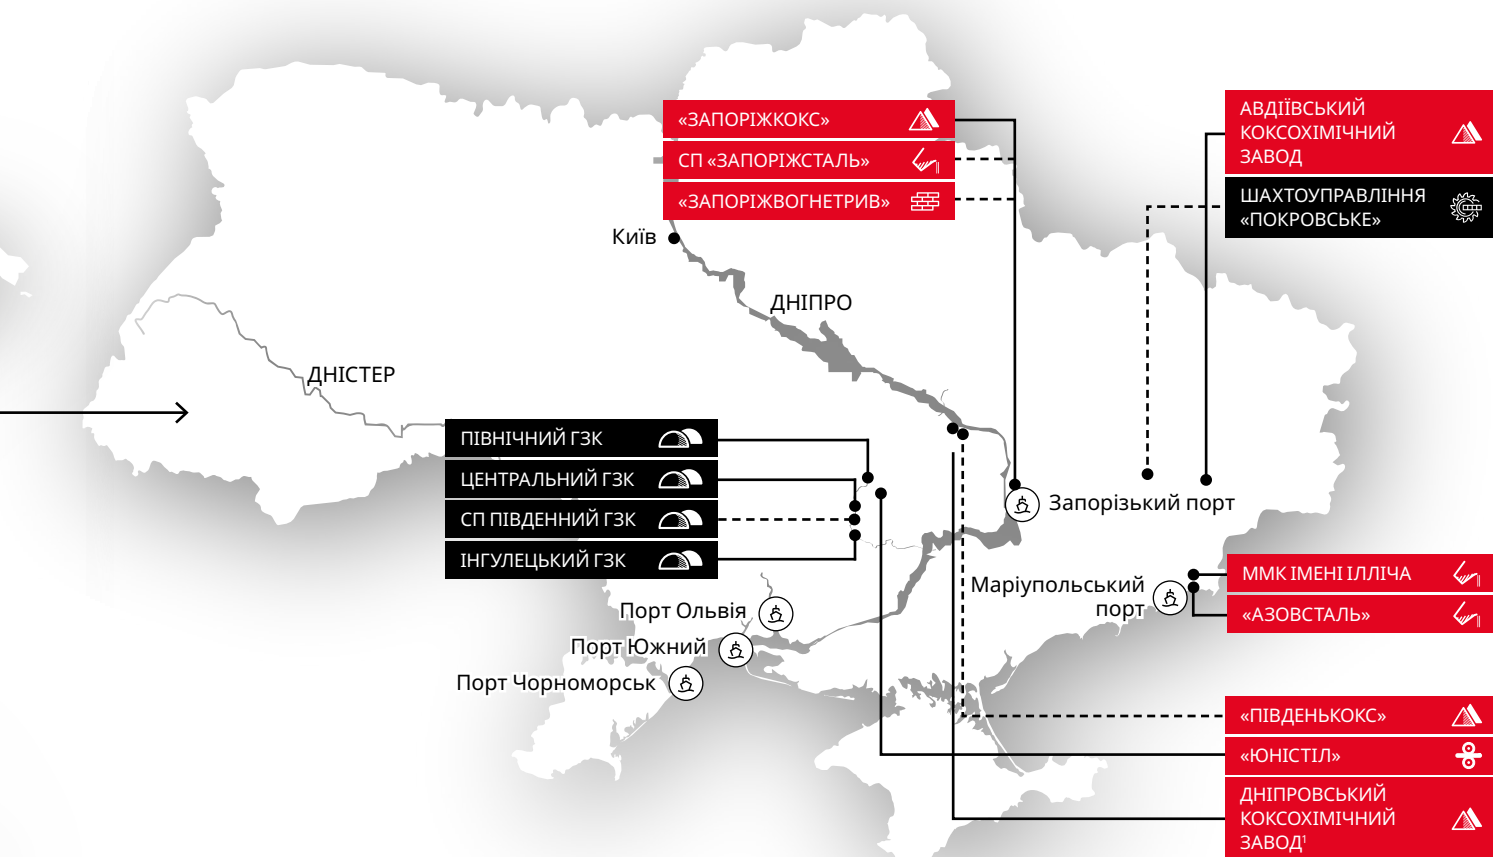 «ЗАПОРІЖКОКС»
СП «ЗАПОРІЖСТАЛЬ»
«ЗАПОРІЖВОГНЕТРИВ»
АВДІЇВСЬКИЙ
КОКСОХІМІЧНИЙ
ЗАВОД
ШАХТОУПРАВЛІННЯ
«ПОКРОВСЬКЕ»
Київ
ДНІПРО
ДНІСТЕР
ПІВНІЧНИЙ ГЗК
ЦЕНТРАЛЬНИЙ ГЗК
СП ПІВДЕННИЙ ГЗК
ІНГУЛЕЦЬКИЙ ГЗК
Запорізький порт
Маріупольський
порт
ММК ІМЕНІ ІЛЛІЧА
«АЗОВСТАЛЬ»
Порт Ольвія
Порт Южний
Порт Чорноморськ
«ПІВДЕНЬКОКС»
«ЮНІСТІЛ»
ДНІПРОВСЬКИЙ
КОКСОХІМІЧНИЙ
ЗАВОД¹